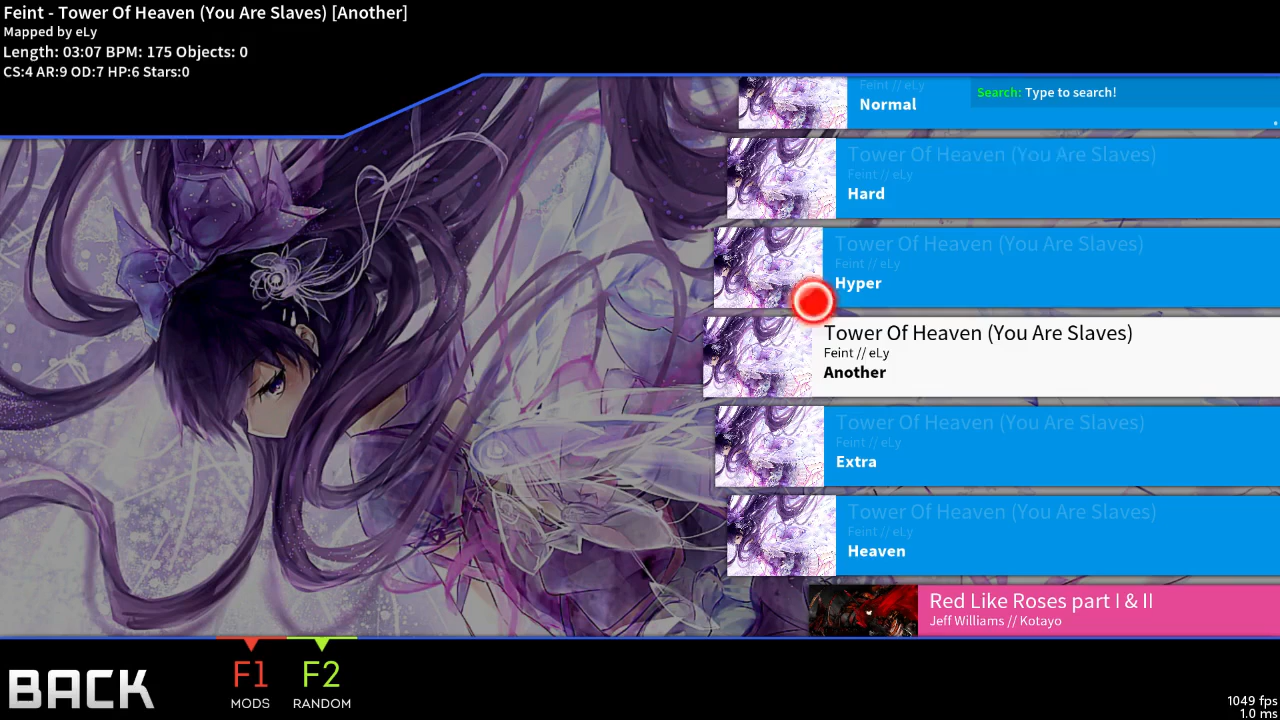 Feint - Tower Of Heaven (You Are Slaves) [Another]
Mapped by eLy
Length: 03:07 BPM: 175 Objects: 0
CS:4 AR:9 OD:7 HP:6 Stars:0
Feint // eLy
Normal
Search: Type to search!
Tower Of Heaven (You Are Slaves)
Feint // eLy
Hard
Tower Of Heaven (You Are Slaves)
Feint // eLy
Hyper
Tower Of Heaven (You Are Slaves)
Feint // eLy
Another
Tower Of Heaven (You Are Slaves)
Feint // eLy
Extra
Tower Of Heaven (You Are Slaves)
Feint // eLy
Heaven
Red Like Roses part I & II
Jeff Williams // Kotayo
BACK
F1
MODS
F2
RANDOM
1049 fps
1.0 ms